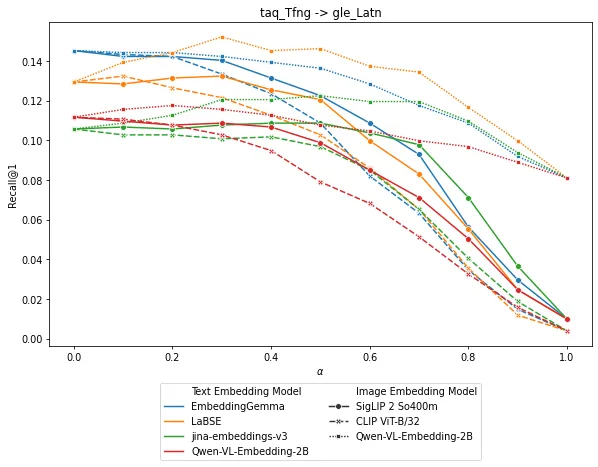 taq_Tfng -> gle_Latn
Recall@1
0.14
0.12
0.10
0.08
0.06
0.04
0.02
0.00
0.0 0.2 0.4 0.6 0.8 1.0
α
Text Embedding Model Image Embedding Model
EmbeddingGemma SigLIP 2 So400m
LaBSE CLIP ViT-B/32
jina-embeddings-v3 Qwen-VL-Embedding-2B
Qwen-VL-Embedding-2B